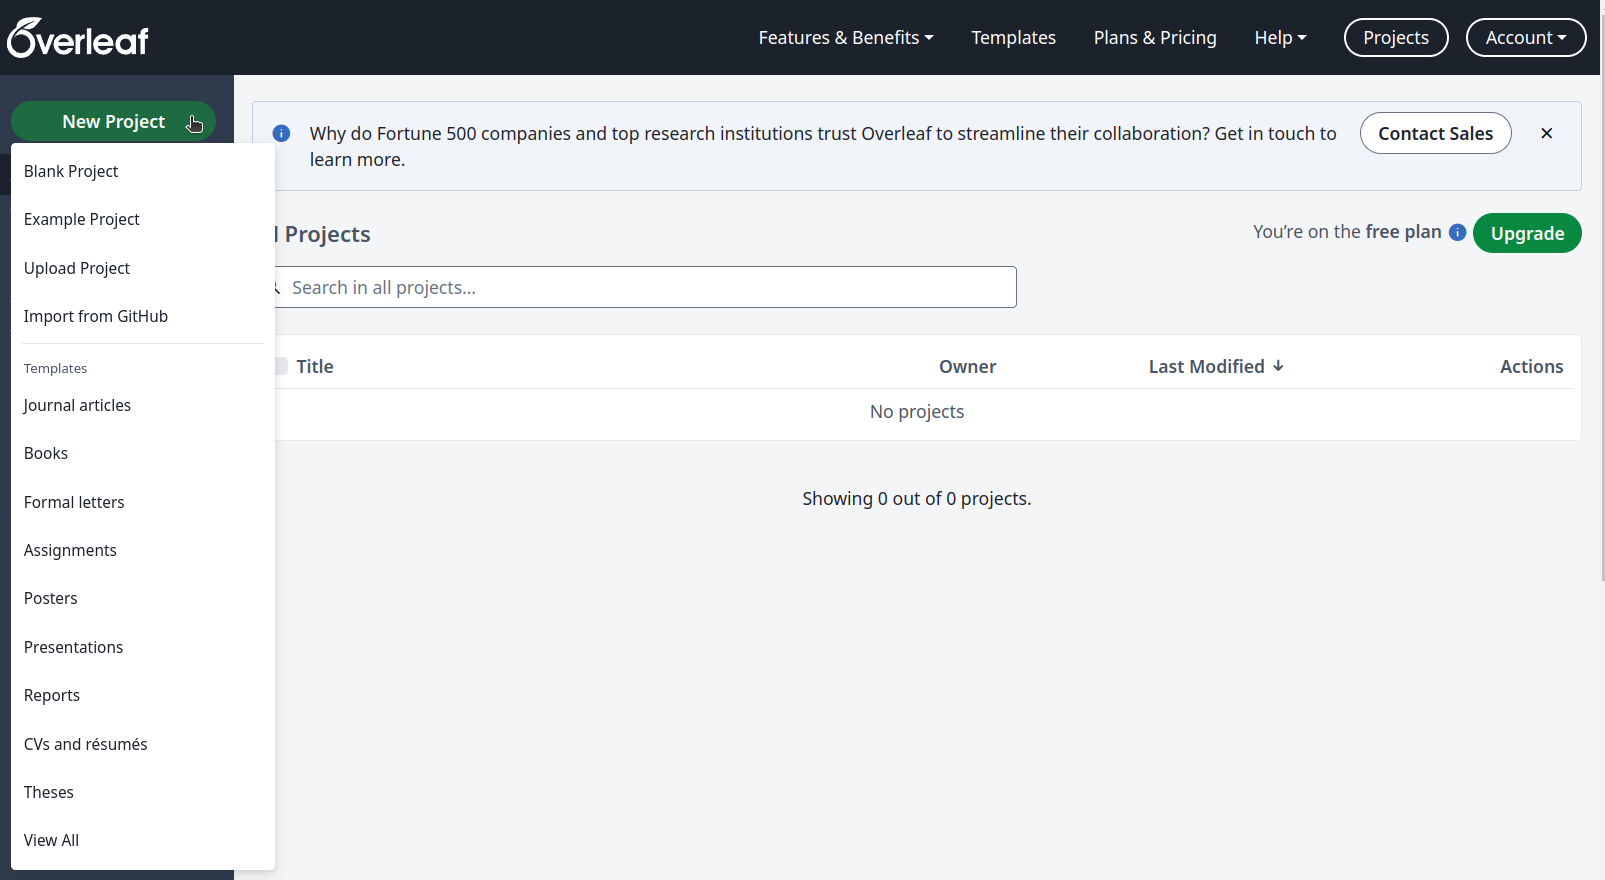 Overleaf
Features & Benefits
Templates
Plans & Pricing
Help
Projects
Account
New Project
Blank Project
Example Project
Upload Project
Import from GitHub
Templates
Journal articles
Books
Formal letters
Assignments
Posters
Presentations
Reports
CVs and résumés
Theses
View All
Why do Fortune 500 companies and top research institutions trust Overleaf to streamline their collaboration? Get in touch to
learn more.
Contact Sales
Projects
You’re on the free plan
Upgrade
Search in all projects...
Title
Owner
Last Modified
Actions
No projects
Showing 0 out of 0 projects.